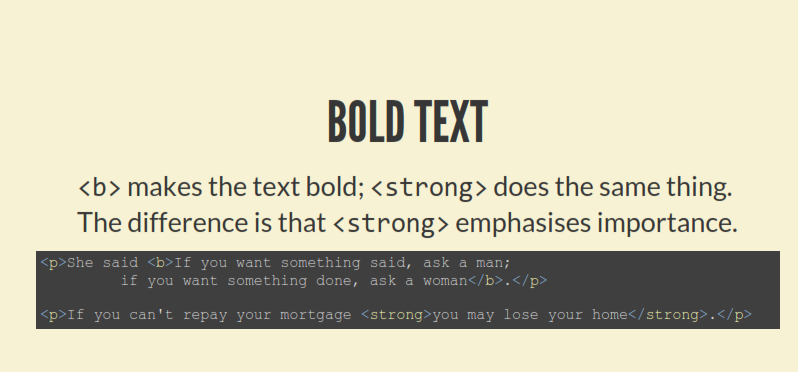 BOLD TEXT
<b> makes the text bold; <strong> does the same thing.
The difference is that <strong> emphasises importance.
<p>She said <b>If you want something said, ask a man;
if you want something done, ask a woman</b>.</p>
<p>If you can't repay your mortgage <strong>you may lose your home</strong>.</p>